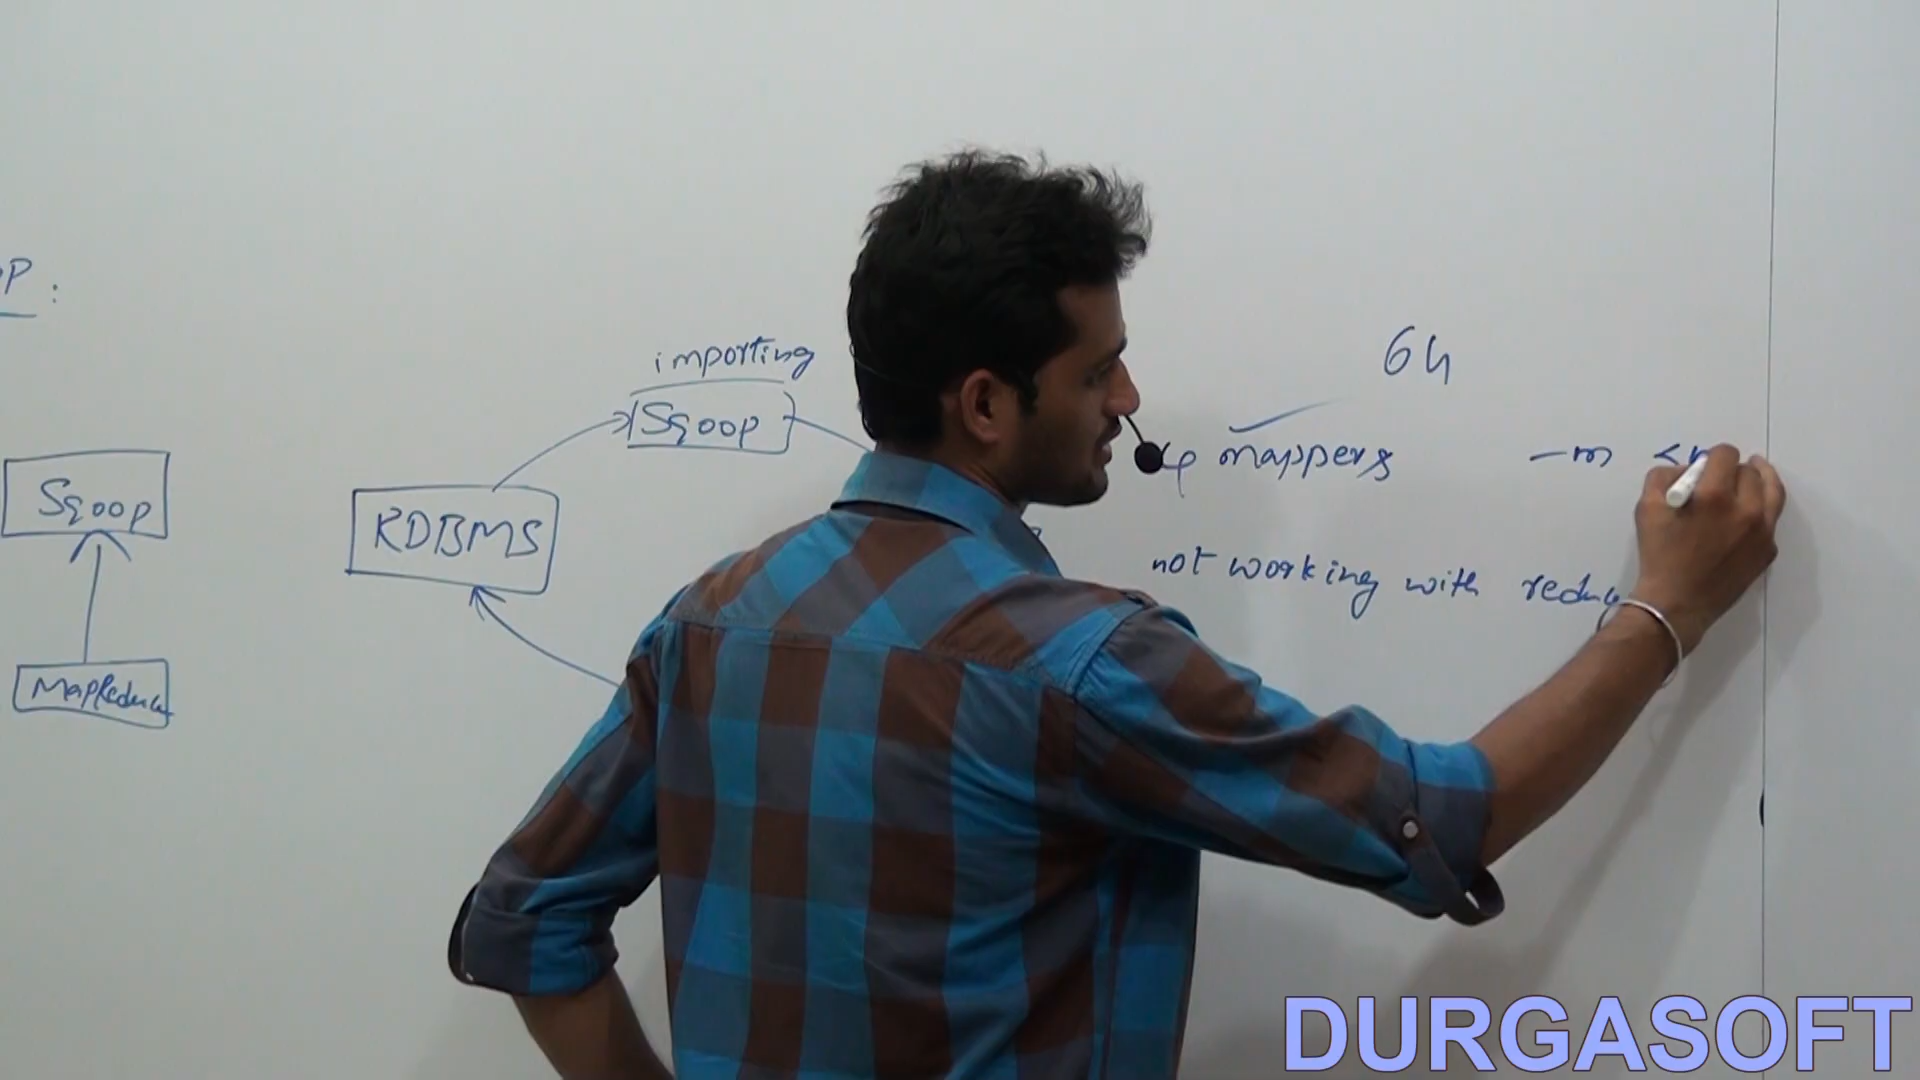 importing
Sqoop
64
mappers -m
Sqoop
RDBMS
not working with
MapReduce
DURGASOFT